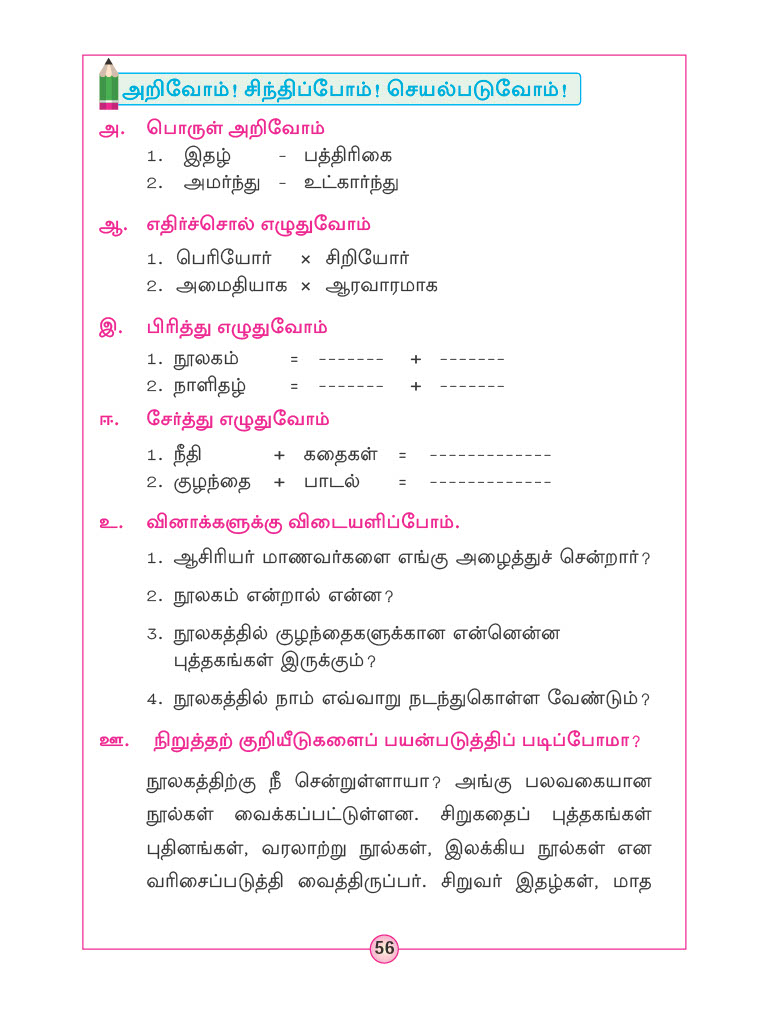 அறிவோம்! சிந்திப்போம்! செயல்படுவோம்!
அ. பொருள் அறிவோம்
1. இதழ் - பத்திரிகை
2. அமர்ந்து - உட்கார்ந்து
ஆ. எதிர்ச்சொல் எழுதுவோம்
1. பெரியோர் × சிறியோர்
2. அமைதியாக × ஆரவாரமாக
இ. பிரித்து எழுதுவோம்
1. நூலகம் = ------- + -------
2. நாளிதழ் = ------- + -------
ஈ. சேர்த்து எழுதுவோம்
1. நீதி + கதைகள் = -------------
2. குழந்தை + பாடல் = -------------
உ. வினாக்களுக்கு விடையளிப்போம்.
1. ஆசிரியர் மாணவர்களை எங்கு அழைத்துச் சென்றார்?
2. நூலகம் என்றால் என்ன?
3. நூலகத்தில் குழந்தைகளுக்கான என்னென்ன
புத்தகங்கள் இருக்கும்?
4. நூலகத்தில் நாம் எவ்வாறு நடந்துகொள்ள வேண்டும்?
ஊ. நிறுத்தற் குறியீடுகளைப் பயன்படுத்திப் படிப்போமா?
நூலகத்திற்கு நீ சென்றுள்ளாயா? அங்கு பலவகையான
நூல்கள் வைக்கப்பட்டுள்ளன. சிறுகதைப் புத்தகங்கள்
புதினங்கள், வரலாற்று நூல்கள், இலக்கிய நூல்கள் என
வரிசைப்படுத்தி வைத்திருப்பர். சிறுவர் இதழ்கள், மாத
56